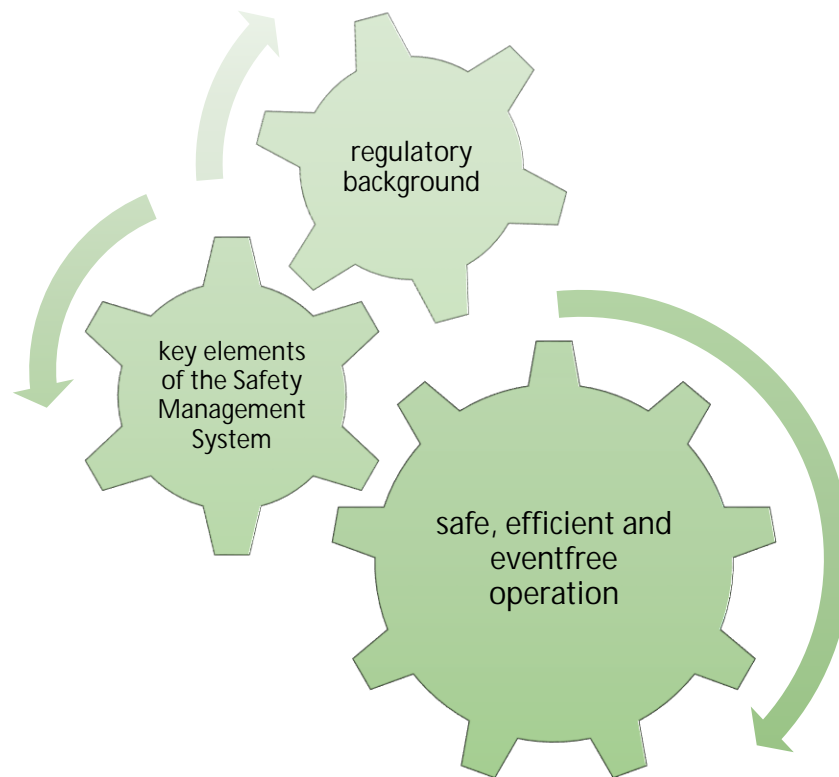 regulatory
background
key elements
of the Safety
Management
System
safe, efficient and
eventfree
operation